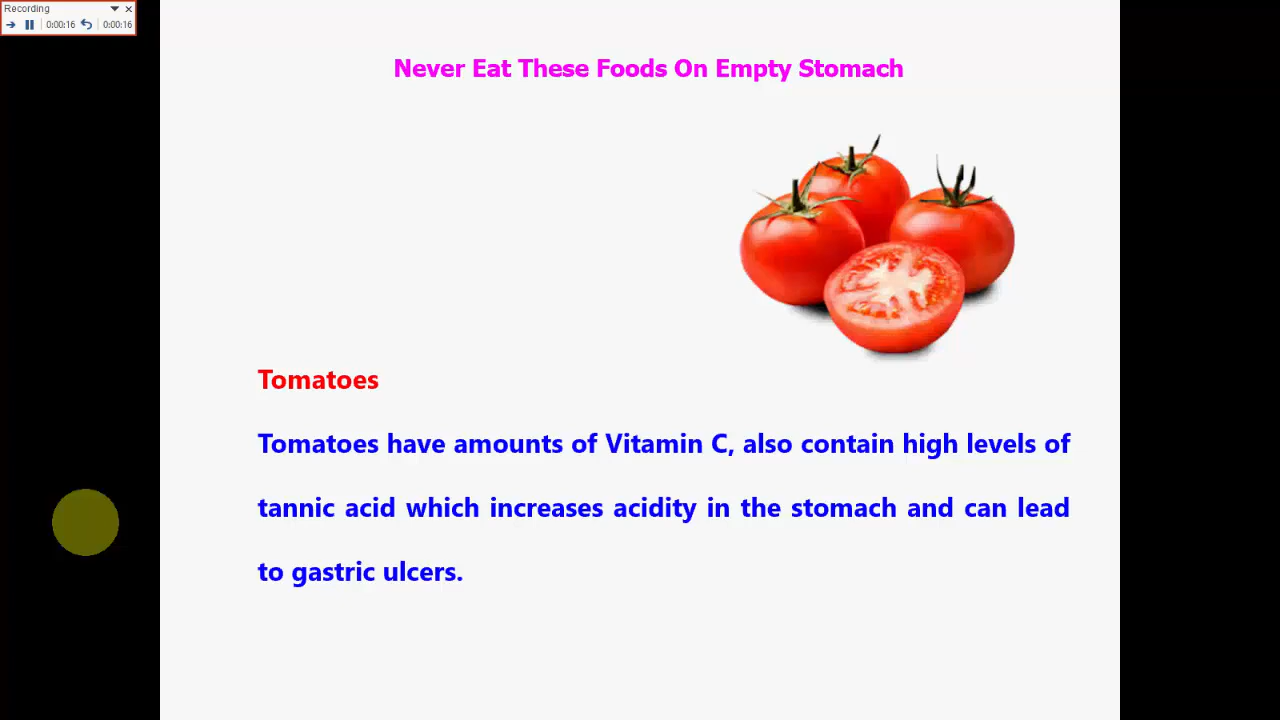 Recording
0:00:16 0:00:16
Never Eat These Foods On Empty Stomach
Tomatoes
Tomatoes have amounts of Vitamin C, also contain high levels of
tannic acid which increases acidity in the stomach and can lead
to gastric ulcers.